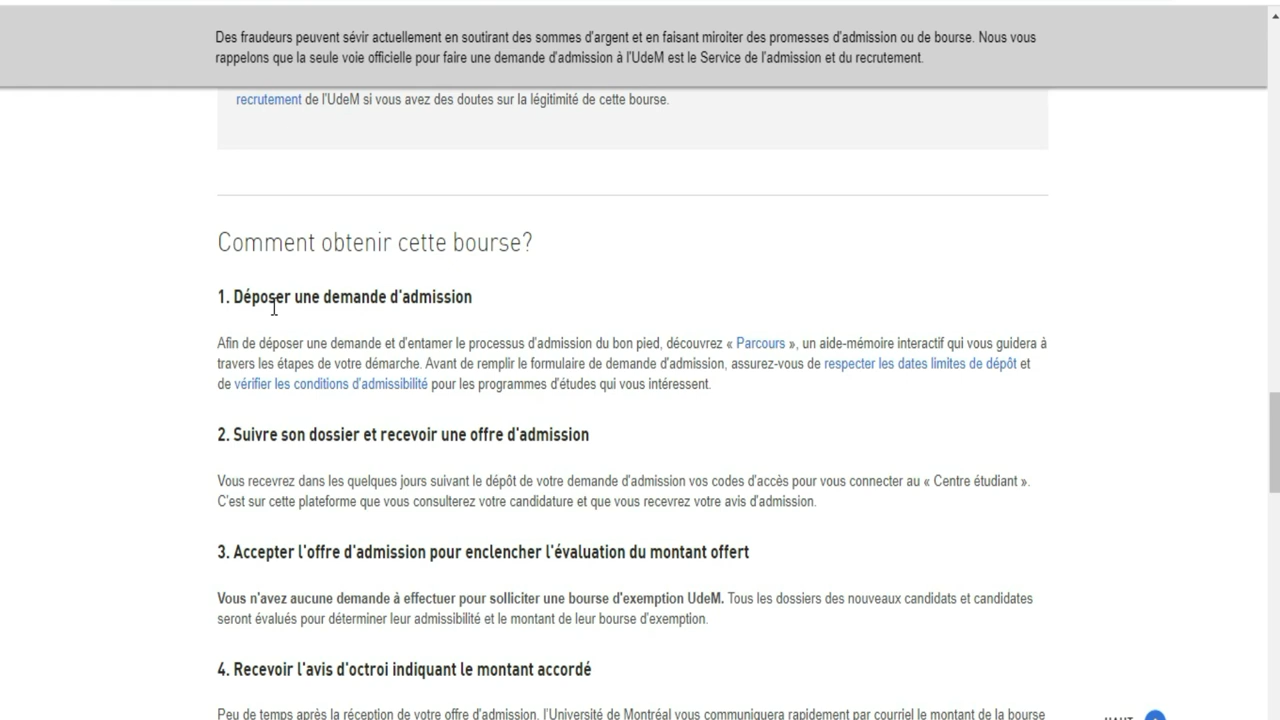 Des fraudeurs peuvent sévir actuellement en soutirant des sommes d'argent et en faisant miroiter des promesses d'admission ou de bourse. Nous vous
rappelons que la seule voie officielle pour faire une demande d'admission à l'UdeM est le Service de l'admission et du recrutement.
recrutement de l'UdeM si vous avez des doutes sur la légitimité de cette bourse.
Comment obtenir cette bourse?
1. Déposer une demande d'admission
Afin de déposer une demande et d'entamer le processus d'admission du bon pied, découvrez « Parcours », un aide-mémoire interactif qui vous guidera à
travers les étapes de votre démarche. Avant de remplir le formulaire de demande d'admission, assurez-vous de respecter les dates limites de dépôt et
de vérifier les conditions d'admissibilité pour les programmes d'études qui vous intéressent.
2. Suivre son dossier et recevoir une offre d'admission
Vous recevrez dans les quelques jours suivant le dépôt de votre demande d'admission vos codes d'accès pour vous connecter au « Centre étudiant ».
C'est sur cette plateforme que vous consulterez votre candidature et que vous recevrez votre avis d'admission.
3. Accepter l'offre d'admission pour enclencher l'évaluation du montant offert
Vous n'avez aucune demande à effectuer pour solliciter une bourse d'exemption UdeM. Tous les dossiers des nouveaux candidats et candidates
seront évalués pour déterminer leur admissibilité et le montant de leur bourse d'exemption.
4. Recevoir l'avis d'octroi indiquant le montant accordé
Peu de temps après la réception de votre offre d'admission, l'Université de Montréal vous communiquera rapidement par courriel le montant de la bourse
HAUT